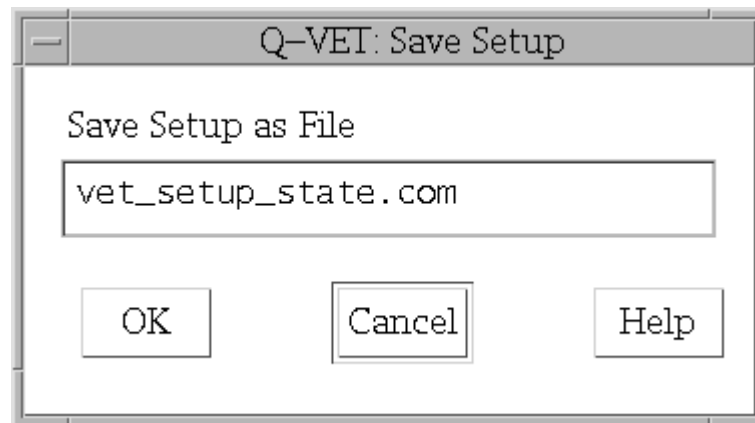 Q–VET: Save Setup
Save Setup as File
vet_setup_state.com
OK Cancel Help